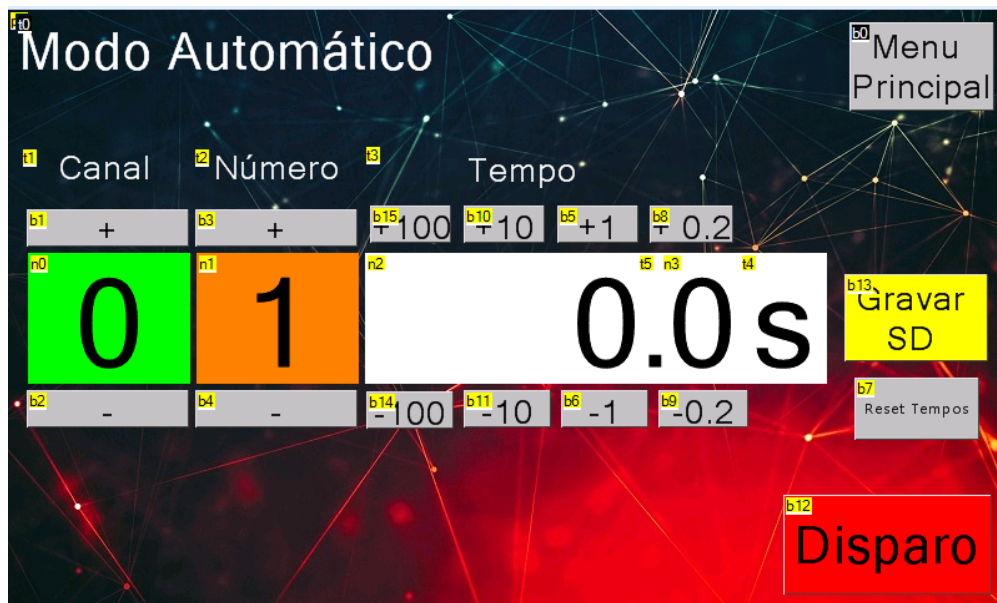 t0
Modo Automático
b0
Menu
Principal
t1 Canal
t2 Número
t3 Tempo
b1 +
b3 +
b15 +100
b10 +10
b5 +1
b8 + 0.2
n0 0
n1 1
n2 t5 n3 t4
0.0 s
b13
Gravar
SD
b2 -
b4 -
b14 -100
b11 -10
b6 -1
b9 -0.2
b7
Reset Tempos
b12
Disparo